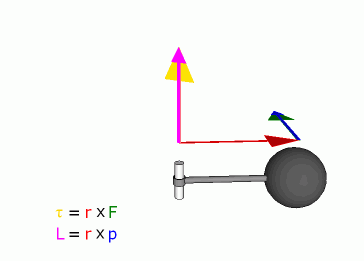 τ = r x F
L = r x p